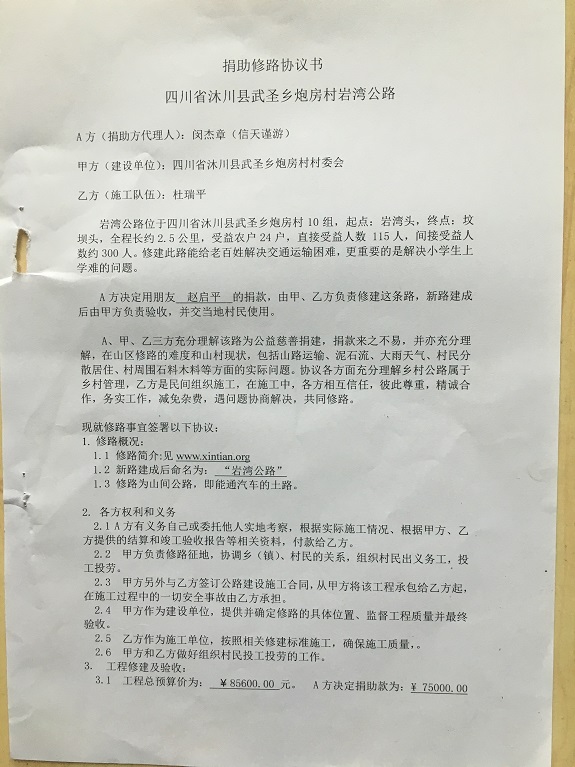 捐助修路协议书
四川省沐川县武圣乡炮房村岩湾公路
A方（捐助方代理人）：闵杰章（信天谨游）
甲方（建设单位）：四川省沐川县武圣乡炮房村村委会
乙方（施工队伍）：杜瑞平
岩湾公路位于四川省沐川县武圣乡炮房村 10 组，起点：岩湾头，终点：坟
坝头，全程长约 2.5 公里，受益农户 24 户，直接受益人数 115 人，间接受益人
数约 300 人。修建此路能给老百姓解决交通运输困难，更重要的是解决小学生上
学难的问题。
A方决定用朋友 赵启平 的捐款，由甲、乙方负责修建这条路，新路建成
后由甲方负责验收，并交当地村民使用。
A、甲、乙三方充分理解该路为公益慈善捐建，捐款来之不易，并亦充分理
解，在山区修路的难度和山村现状，包括山路运输、泥石流、大雨天气、村民分
散居住、村周围石料木料等方面的实际问题。协议各方面充分理解乡村公路属于
乡村管理，乙方是民间组织施工，在施工中，各方相互信任，彼此尊重，精诚合
作，务实工作，减免杂费，遇问题协商解决，共同修路。
现就修路事宜签署以下协议：
1. 修路概况：
1.1 修路简介:见 www.xintian.org
1.2 新路建成后命名为： “岩湾公路”
1.3 修路为山间公路，即能通汽车的土路。
2. 各方权利和义务
2.1 A方有义务自己或委托他人实地考察，根据实际施工情况、根据甲方、乙
方提供的结算和竣工验收报告等相关资料，付款给乙方。
2.2 甲方负责修路征地，协调乡（镇）、村民的关系，组织村民出义务工，投
工投劳。
2.3 甲方另外与乙方签订公路建设施工合同，从甲方将该工程承包给乙方起，
在施工过程中的一切安全事故由乙方承担。
2.4 甲方作为建设单位，提供并确定修路的具体位置、监督工程质量并最终
验收。
2.5 乙方作为施工单位，按照相关修建标准施工，确保施工质量，。
2.6 甲方和乙方做好组织村民投工投劳的工作。
3. 工程修建及验收：
3.1 工程总预算价为： ￥85600.00 元。 A方决定捐助款为：￥ 75000.00